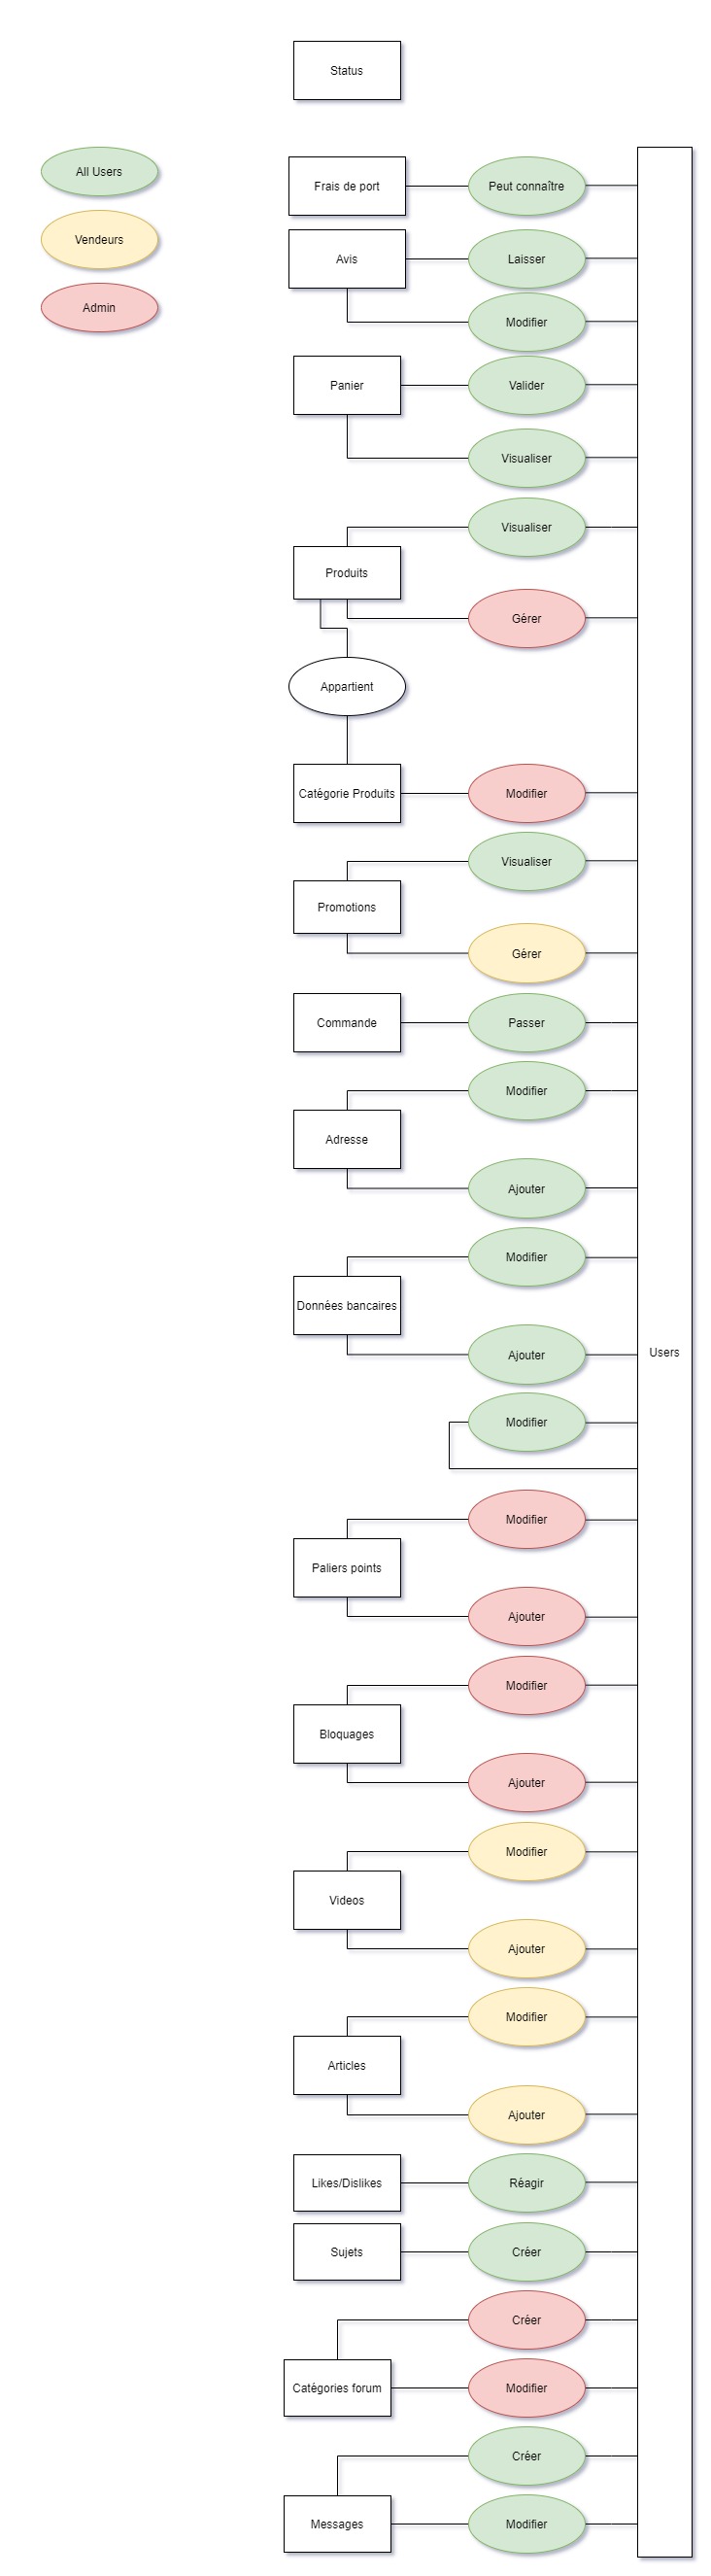 Status
All Users
Vendeurs
Admin
Frais de port
Peut connaître
Avis
Laisser
Modifier
Panier
Valider
Visualiser
Visualiser
Produits
Gérer
Appartient
Catégorie Produits
Modifier
Visualiser
Promotions
Gérer
Commande
Passer
Modifier
Adresse
Ajouter
Modifier
Données bancaires
Ajouter
Users
Modifier
Modifier
Paliers points
Ajouter
Modifier
Bloquages
Ajouter
Modifier
Videos
Ajouter
Modifier
Articles
Ajouter
Likes/Dislikes
Réagir
Sujets
Créer
Créer
Catégories forum
Modifier
Créer
Messages
Modifier